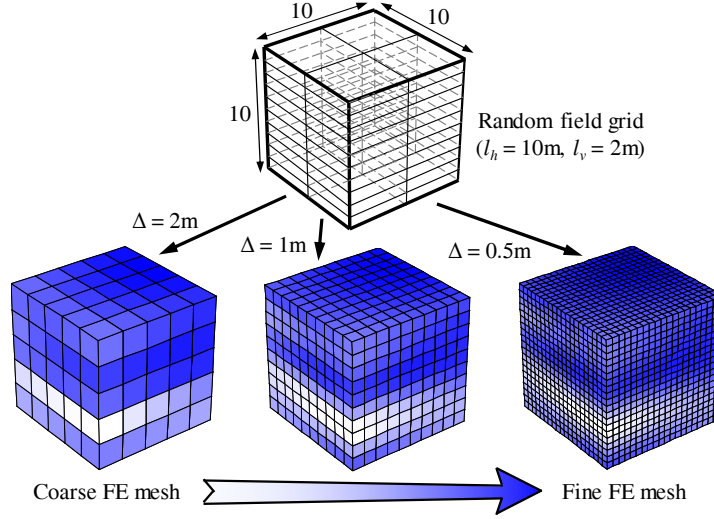 10
10
10
Random field grid
(lh = 10m, lv = 2m)
Δ = 2m
Δ = 1m
Δ = 0.5m
Coarse FE mesh
Fine FE mesh